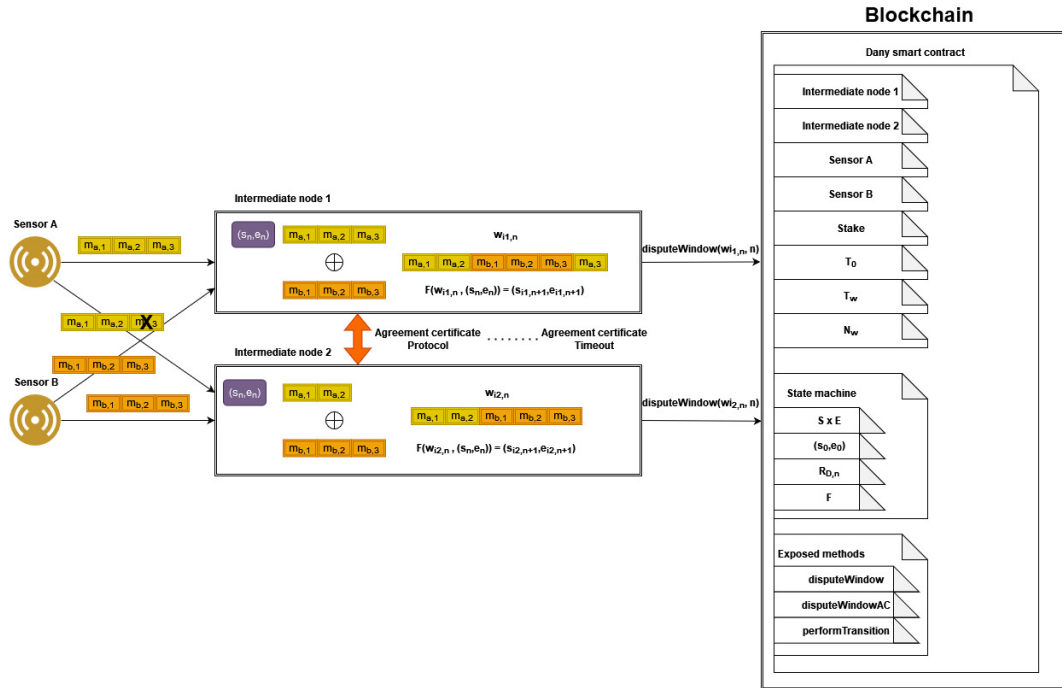 Blockchain
Dany smart contract
Intermediate node 1
Intermediate node 2
Sensor A
Sensor B
Stake
T0
Tw
Nw
State machine
S x E
(s0,e0)
RD,n
F
Exposed methods
disputeWindow
disputeWindowAC
performTransition
Sensor A
ma,1 ma,2 ma,3
ma,1 ma,2 m 3
mb,1 mb,2 mb,3
Sensor B
mb,1 mb,2 mb,3
Intermediate node 1
(sn,en) ma,1 ma,2 ma,3
wi1,n
ma,1 ma,2 mb,1 mb,2 mb,3 ma,3
mb,1 mb,2 mb,3
F(wi1,n , (sn,en)) = (si1,n+1,ei1,n+1)
disputeWindow(wi1,n, n)
Agreement certificate
Protocol
........
Agreement certificate
Timeout
Intermediate node 2
(sn,en) ma,1 ma,2
wi2,n
ma,1 ma,2 mb,1 mb,2 mb,3
mb,1 mb,2 mb,3
F(wi2,n , (sn,en)) = (si2,n+1,ei2,n+1)
disputeWindow(wi2,n, n)